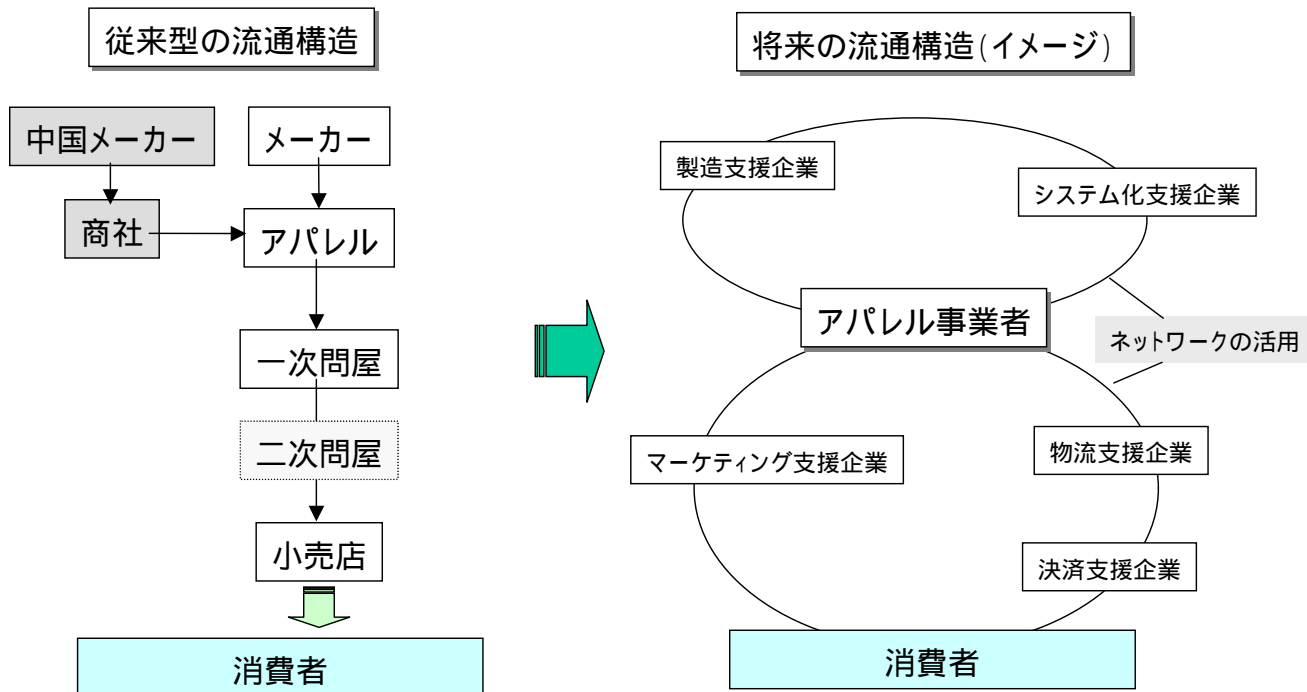 従来型の流通構造
将来の流通構造(イメージ)
中国メーカー
メーカー
商社
アパレル
一次問屋
二次問屋
小売店
消費者
製造支援企業
システム化支援企業
アパレル事業者
ネットワークの活用
マーケティング支援企業
物流支援企業
決済支援企業
消費者